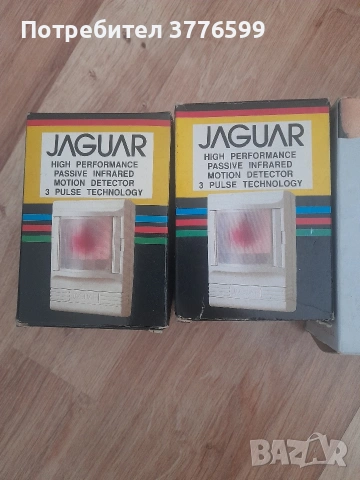 Потребител 3776599
JAGUAR
HIGH PERFORMANCE
PASSIVE INFRARED
MOTION DETECTOR
3 PULSE TECHNOLOGY
JAGUAR
HIGH PERFORMANCE
PASSIVE INFRARED
MOTION DETECTOR
3 PULSE TECHNOLOGY
BAZAR